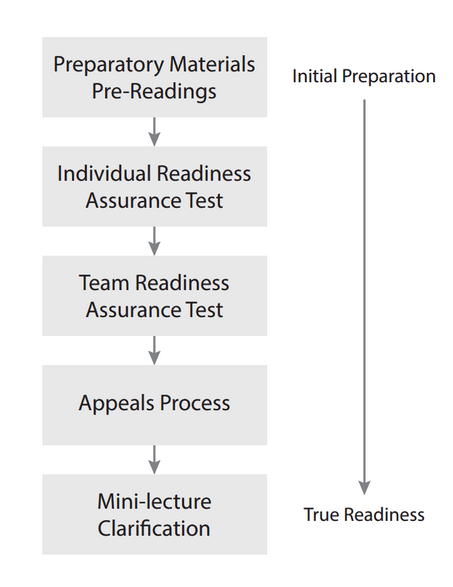 Preparatory Materials
Pre-Readings
Initial Preparation
Individual Readiness
Assurance Test
Team Readiness
Assurance Test
Appeals Process
Mini-lecture
Clarification
True Readiness